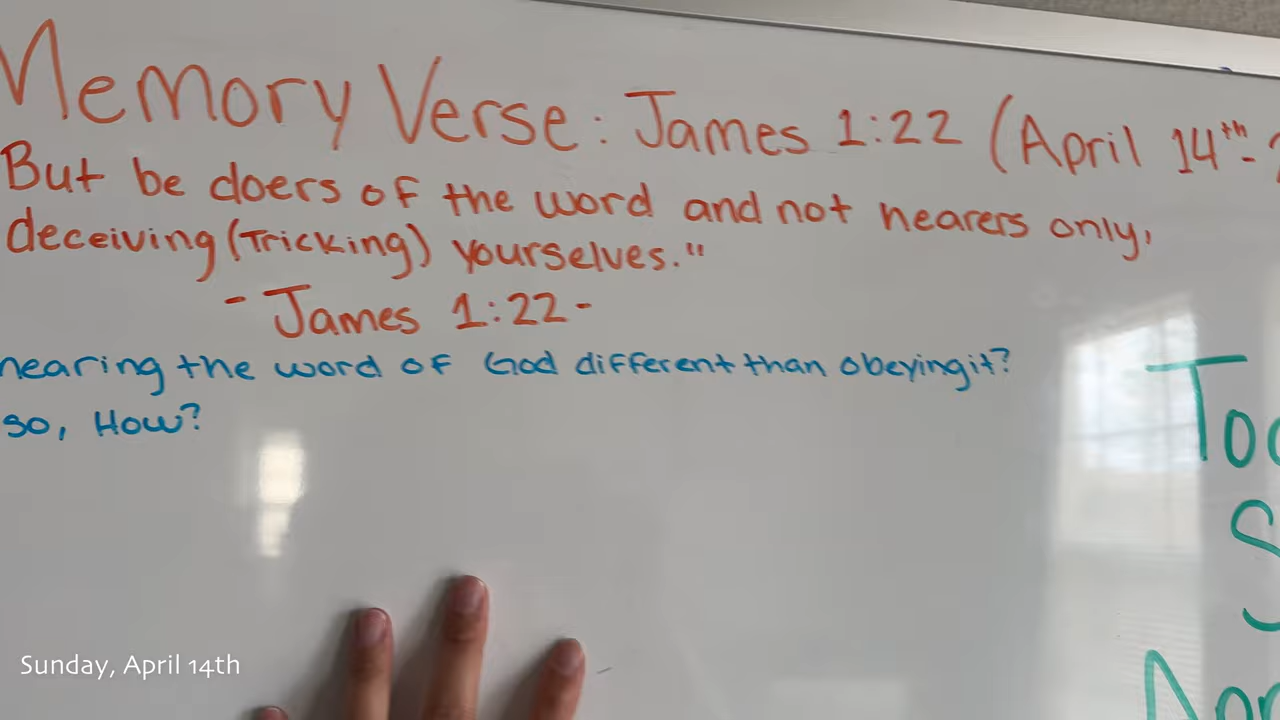 Memory Verse: James 1:22 (April 14th-
But be doers of the word and not hearers only,
deceiving (Tricking) yourselves."
- James 1:22 -
hearing the word of God different than obeying it?
so, How?
Sunday, April 14th